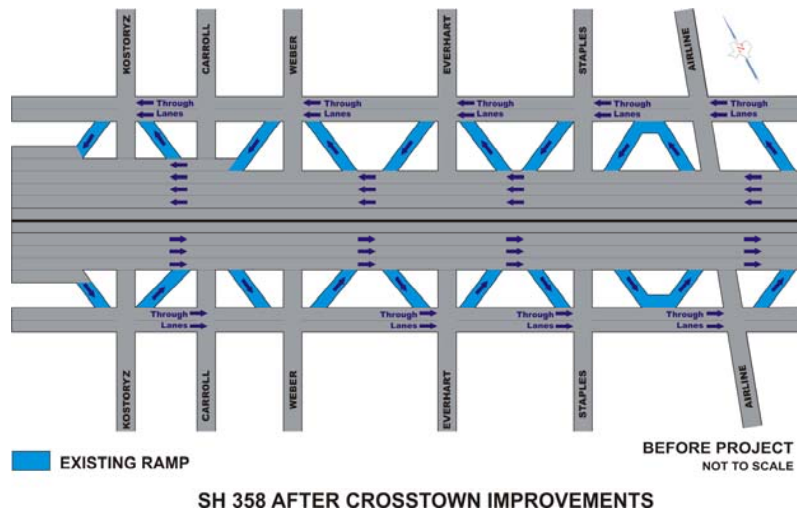 KOSTORYZ
CARROLL
WEBER
EVERHART
STAPLES
AIRLINE
Through
Lanes
Through
Lanes
Through
Lanes
Through
Lanes
Through
Lanes
Through
Lanes
Through
Lanes
Through
Lanes
Through
Lanes
KOSTORYZ
CARROLL
WEBER
EVERHART
STAPLES
AIRLINE
EXISTING RAMP
BEFORE PROJECT
NOT TO SCALE
SH 358 AFTER CROSSTOWN IMPROVEMENTS